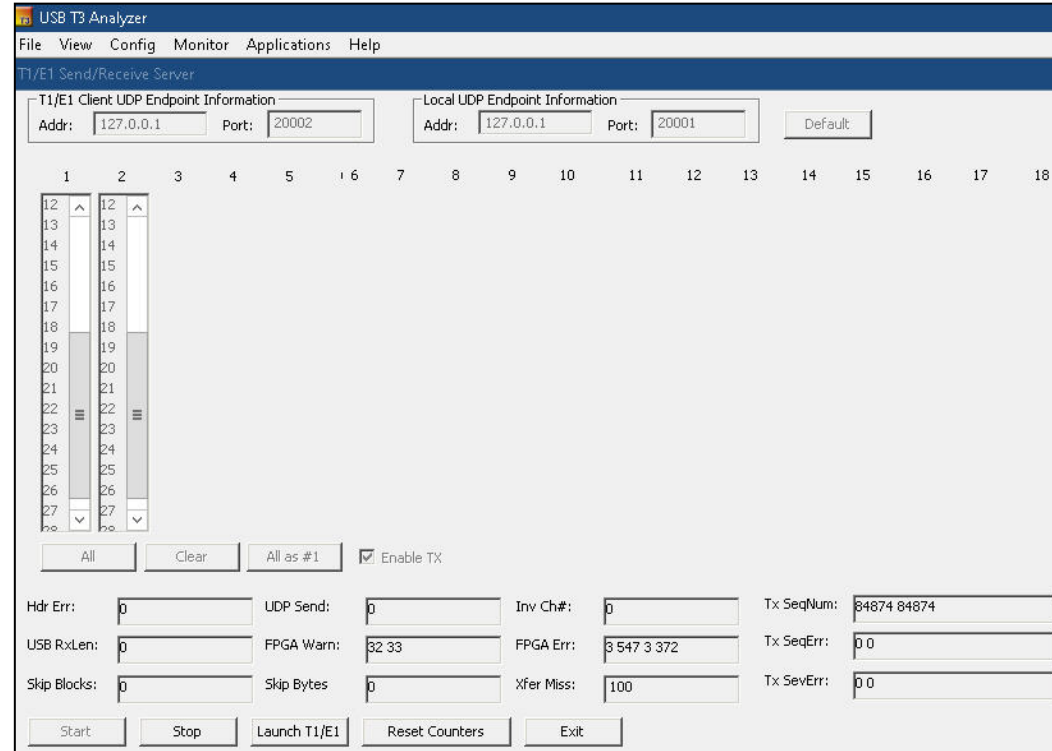 USB T3 Analyzer
File View Config Monitor Applications Help
T1/E1 Send/Receive Server
T1/E1 Client UDP Endpoint Information Local UDP Endpoint Information
Addr: 127.0.0.1 Port: 20002 Addr: 127.0.0.1 Port: 20001 Default
1 2 3 4 5 6 7 8 9 10 11 12 13 14 15 16 17 18
12 12
13 13
14 14
15 15
16 16
17 17
18 18
19 19
20 20
21 21
22 22
23 23
24 24
25 25
26 26
27 27
28 28
All Clear All as #1 Enable TX
Hdr Err: 0 UDP Send: 0 Inv Ch#: 0 Tx SeqNum: 84874 84874
USB RxLen: 0 FPGA Warn: 32 33 FPGA Err: 3 547 3 372 Tx SeqErr: 0 0
Skip Blocks: 0 Skip Bytes 0 Xfer Miss: 100 Tx SevErr: 0 0
Start Stop Launch T1/E1 Reset Counters Exit